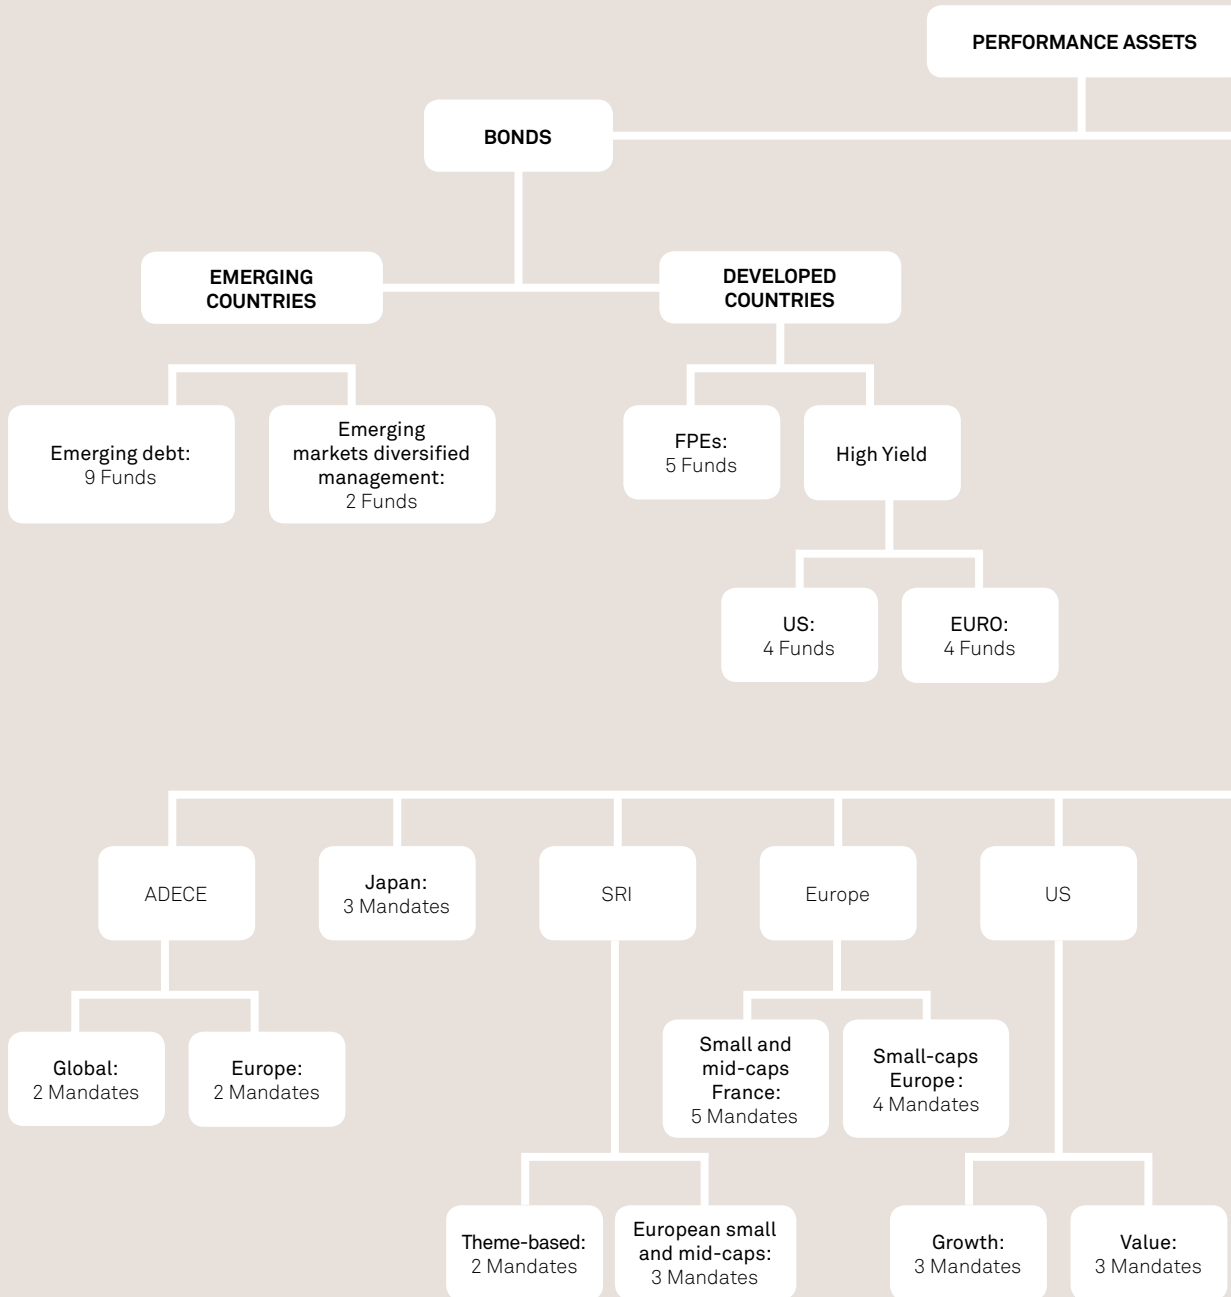 PERFORMANCE ASSETS
BONDS
EMERGING
COUNTRIES
DEVELOPED
COUNTRIES
Emerging debt:
9 Funds
Emerging
markets diversified
management:
2 Funds
FPEs:
5 Funds
High Yield
US:
4 Funds
EURO:
4 Funds
ADECE
Japan:
3 Mandates
SRI
Europe
US
Global:
2 Mandates
Europe:
2 Mandates
Small and
mid-caps
France:
5 Mandates
Small-caps
Europe:
4 Mandates
Theme-based:
2 Mandates
European small
and mid-caps:
3 Mandates
Growth:
3 Mandates
Value:
3 Mandates